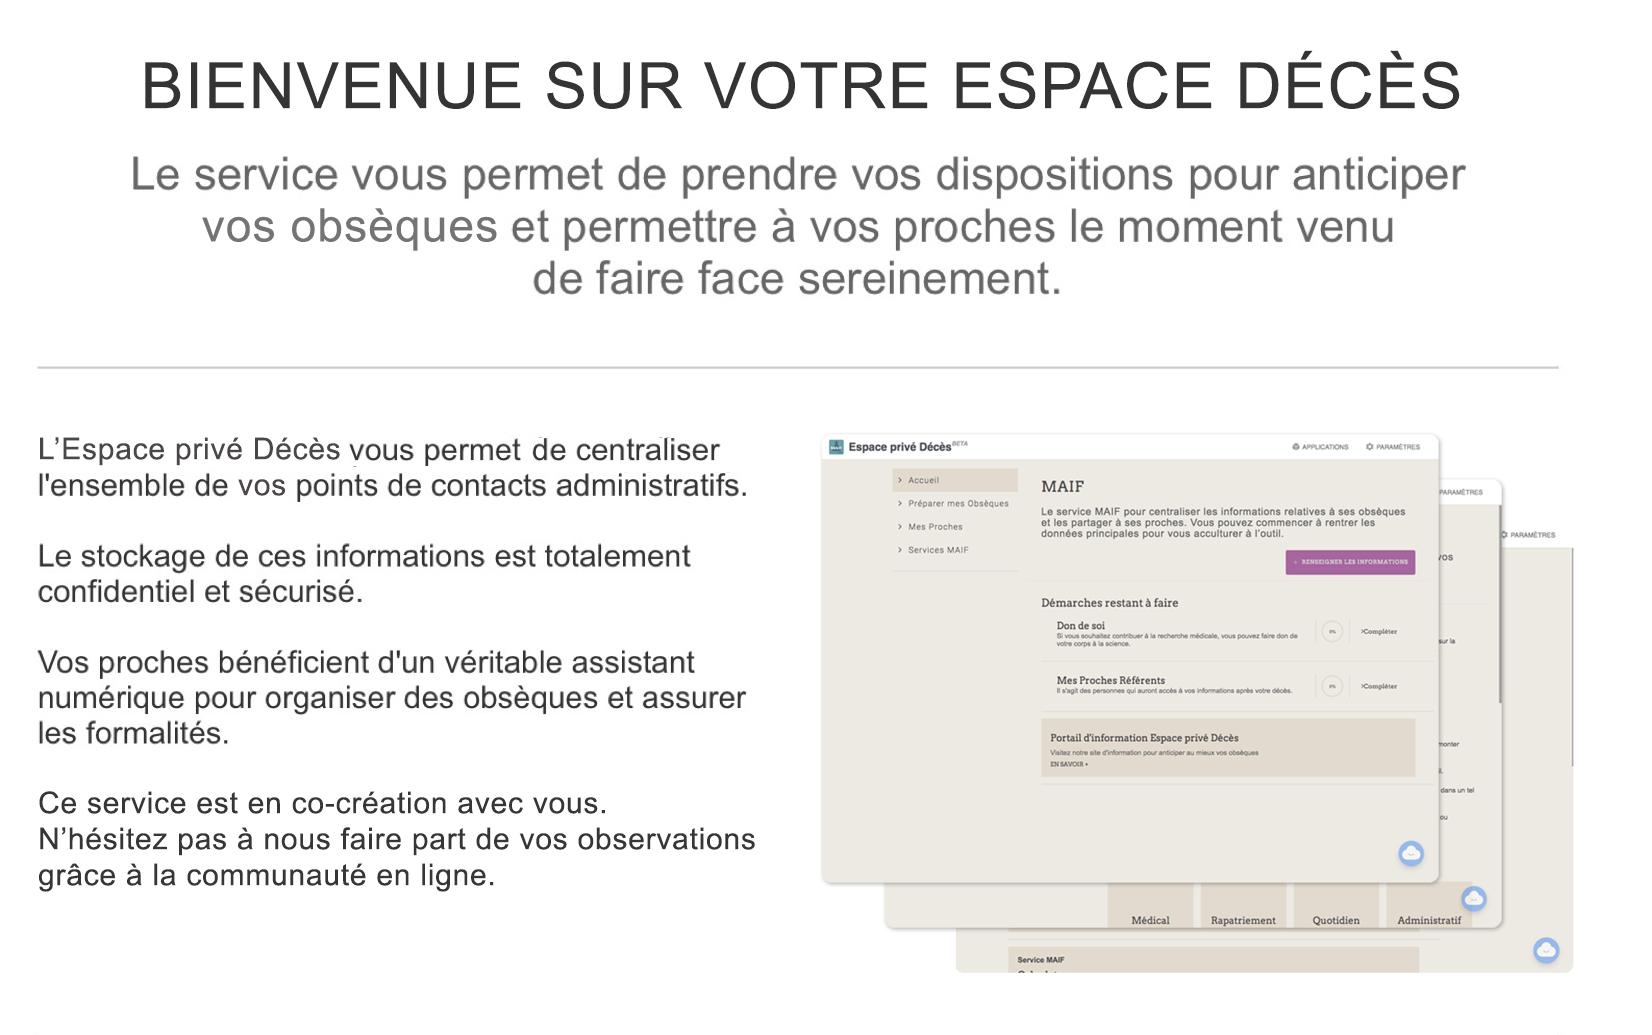 BIENVENUE SUR VOTRE ESPACE DÉCÈS
Le service vous permet de prendre vos dispositions pour anticiper
vos obsèques et permettre à vos proches le moment venu
de faire face sereinement.
L’Espace privé Décès vous permet de centraliser
l'ensemble de vos points de contacts administratifs.
Le stockage de ces informations est totalement
confidentiel et sécurisé.
Vos proches bénéficient d'un véritable assistant
numérique pour organiser des obsèques et assurer
les formalités.
Ce service est en co-création avec vous.
N’hésitez pas à nous faire part de vos observations
grâce à la communauté en ligne.
Espace privé Décès BETA
APPLICATIONS
PARAMÈTRES
> Accueil
> Préparer mes Obsèques
> Mes Proches
> Services MAIF
MAIF
Le service MAIF pour centraliser les informations relatives à ses obsèques
et les partager à ses proches. Vous pouvez commencer à rentrer les
données principales pour vous acculturer à l’outil.
+ RENSEIGNER LES INFORMATIONS
Démarches restant à faire
Don de soi
Si vous souhaitez contribuer à la recherche médicale, vous pouvez faire don de
votre corps à la science.
0%
>Compléter
Mes Proches Référents
Il s'agit des personnes qui auront accès à vos informations après votre décès.
0%
>Compléter
Portail d'information Espace privé Décès
Visitez notre site d'information pour anticiper au mieux vos obsèques
EN SAVOIR +
PARAMÈTRES
vos
sur la
monter
dans un tel
ou
Médical
Rapatriement
Quotidien
Administratif
PARAMÈTRES
Service MAIF